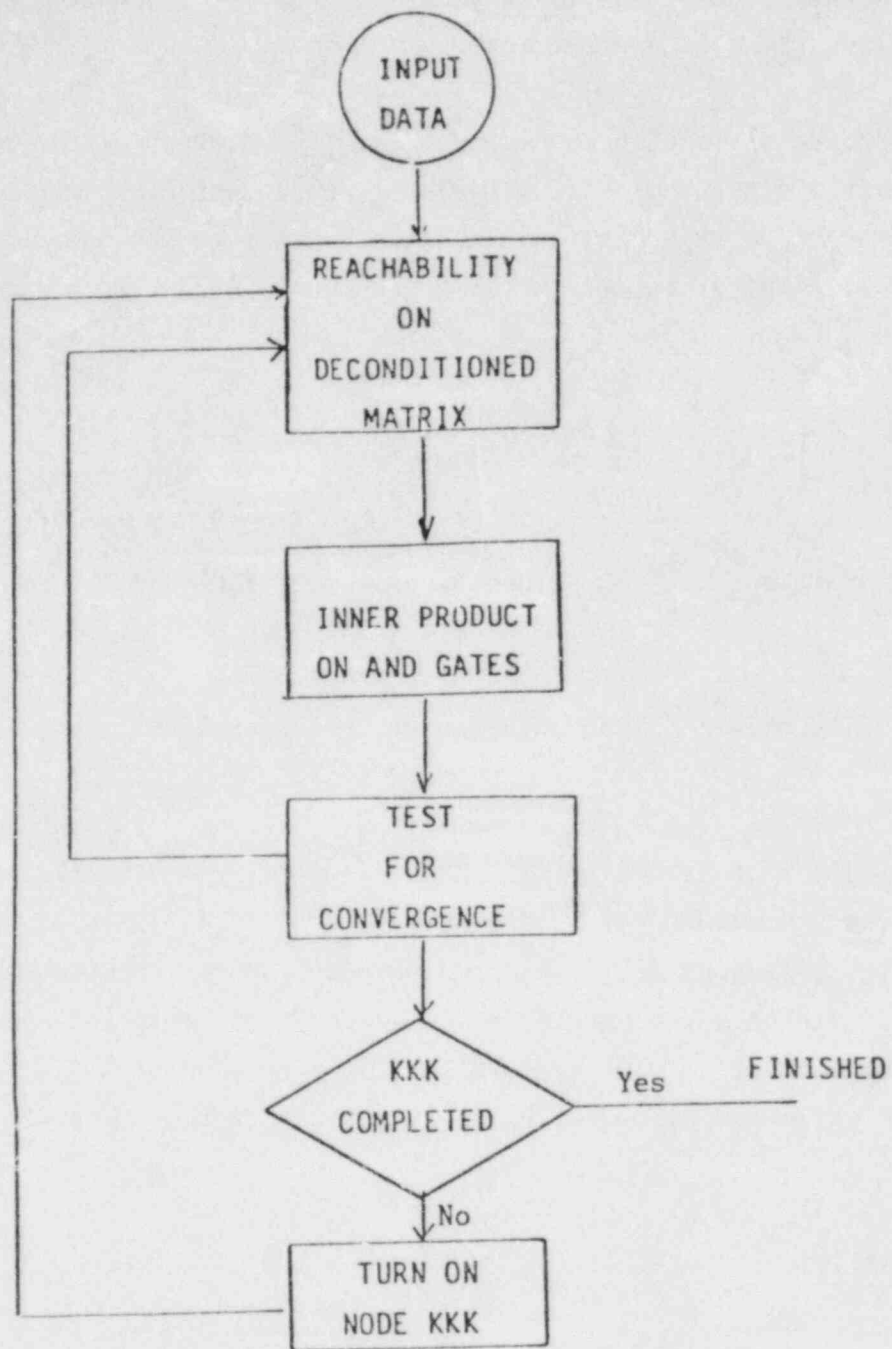 INPUT
DATA
REACHABILITY
ON
DECONDITIONED
MATRIX
INNER PRODUCT
ON AND GATES
TEST
FOR
CONVERGENCE
KKK
COMPLETED
Yes
FINISHED
No
TURN ON
NODE KKK